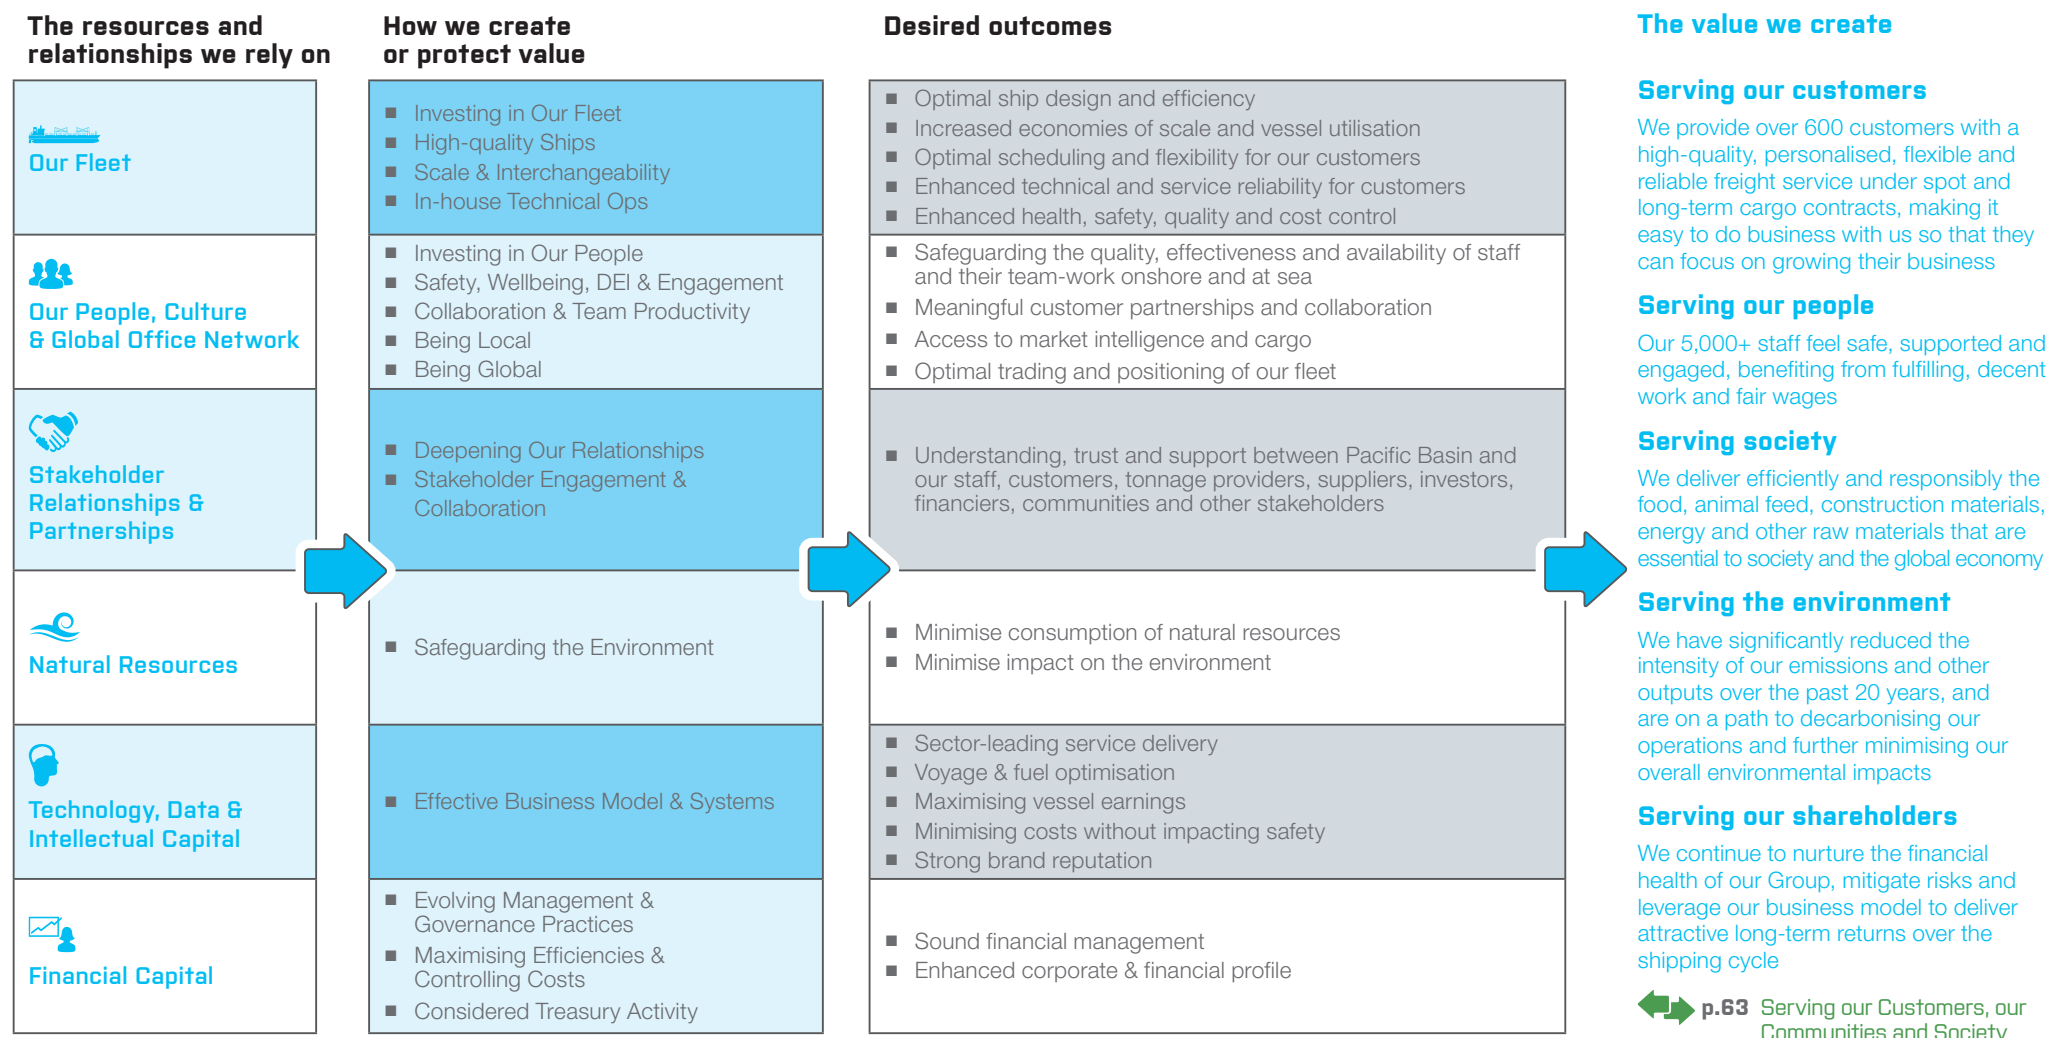 The resources and
relationships we rely on
Our Fleet
Our People, Culture
& Global Office Network
Stakeholder
Relationships &
Partnerships
Natural Resources
Technology, Data &
Intellectual Capital
Financial Capital
How we create
or protect value
■ Investing in Our Fleet
■ High-quality Ships
■ Scale & Interchangeability
■ In-house Technical Ops
■ Investing in Our People
■ Safety, Wellbeing, DEI & Engagement
■ Collaboration & Team Productivity
■ Being Local
■ Being Global
■ Deepening Our Relationships
■ Stakeholder Engagement &
Collaboration
■ Safeguarding the Environment
■ Effective Business Model & Systems
■ Evolving Management &
Governance Practices
■ Maximising Efficiencies &
Controlling Costs
■ Considered Treasury Activity
Desired outcomes
■ Optimal ship design and efficiency
■ Increased economies of scale and vessel utilisation
■ Optimal scheduling and flexibility for our customers
■ Enhanced technical and service reliability for customers
■ Enhanced health, safety, quality and cost control
■ Safeguarding the quality, effectiveness and availability of staff
and their team-work onshore and at sea
■ Meaningful customer partnerships and collaboration
■ Access to market intelligence and cargo
■ Optimal trading and positioning of our fleet
■ Understanding, trust and support between Pacific Basin and
our staff, customers, tonnage providers, suppliers, investors,
financiers, communities and other stakeholders
■ Minimise consumption of natural resources
■ Minimise impact on the environment
■ Sector-leading service delivery
■ Voyage & fuel optimisation
■ Maximising vessel earnings
■ Minimising costs without impacting safety
■ Strong brand reputation
■ Sound financial management
■ Enhanced corporate & financial profile
The value we create
Serving our customers
We provide over 600 customers with a
high-quality, personalised, flexible and
reliable freight service under spot and
long-term cargo contracts, making it
easy to do business with us so that they
can focus on growing their business
Serving our people
Our 5,000+ staff feel safe, supported and
engaged, benefiting from fulfilling, decent
work and fair wages
Serving society
We deliver efficiently and responsibly the
food, animal feed, construction materials,
energy and other raw materials that are
essential to society and the global economy
Serving the environment
We have significantly reduced the
intensity of our emissions and other
outputs over the past 20 years, and
are on a path to decarbonising our
operations and further minimising our
overall environmental impacts
Serving our shareholders
We continue to nurture the financial
health of our Group, mitigate risks and
leverage our business model to deliver
attractive long-term returns over the
shipping cycle
p.63 Serving our Customers, our
Communities and Society